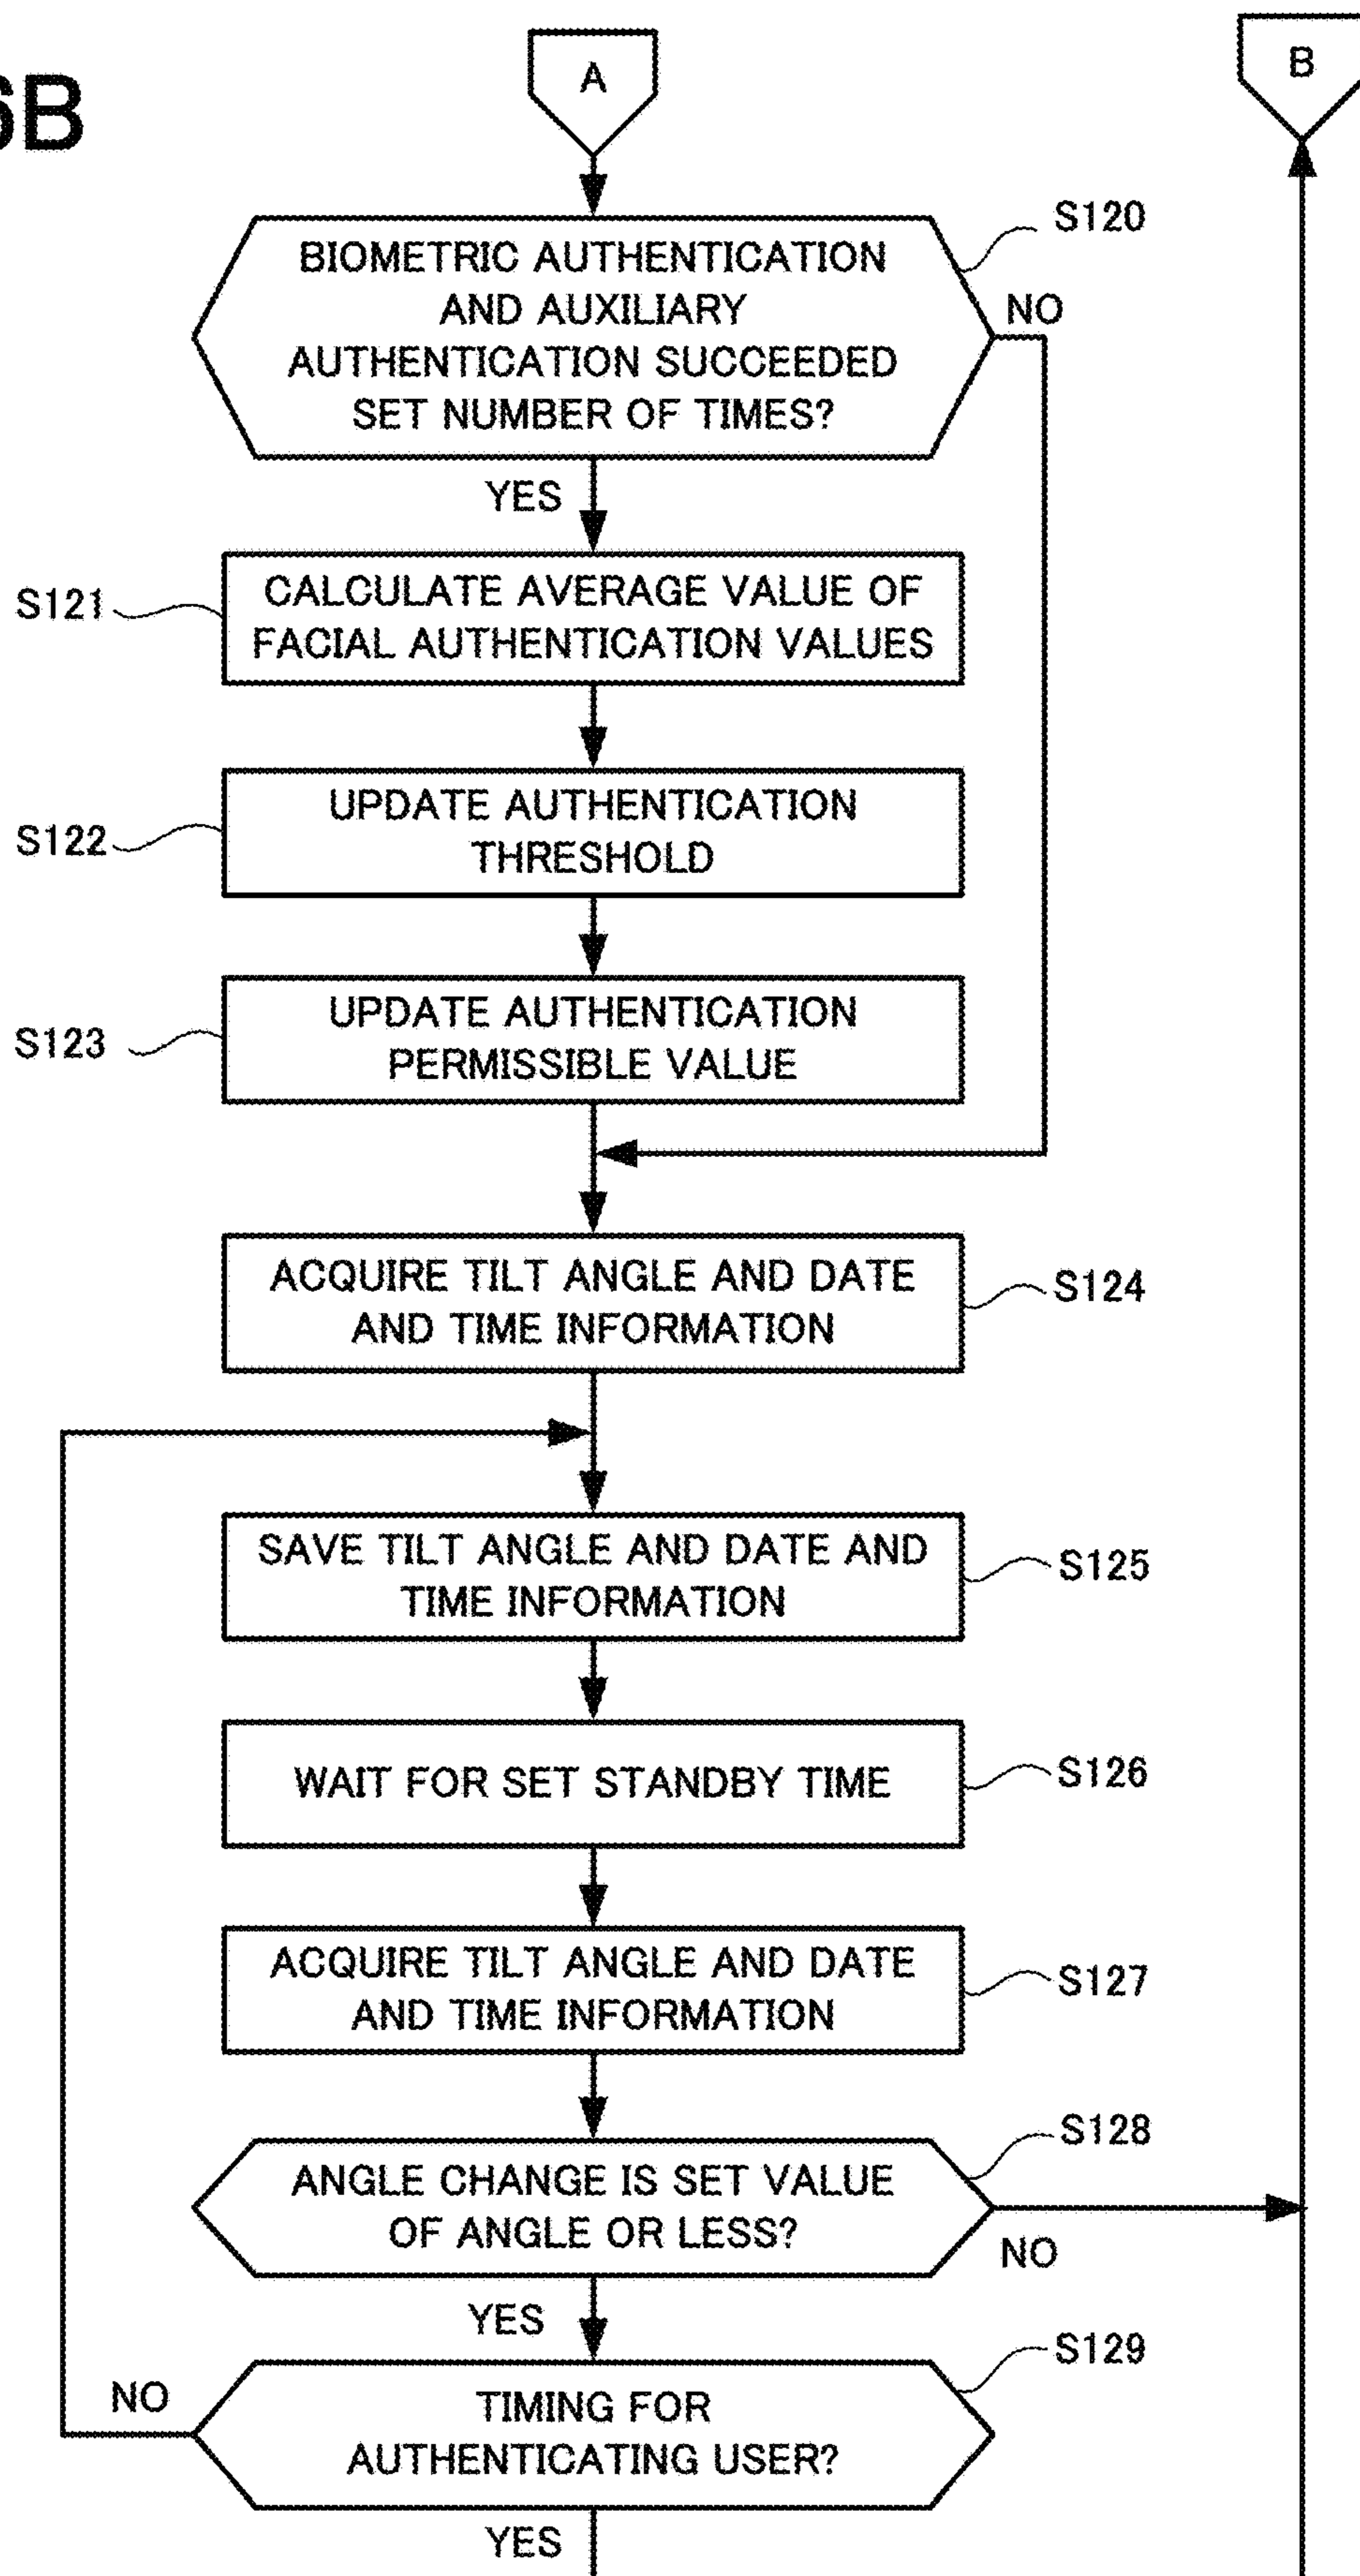 6B
A
B
S120
BIOMETRIC AUTHENTICATION
AND AUXILIARY
AUTHENTICATION SUCCEEDED
SET NUMBER OF TIMES?
NO
YES
S121
CALCULATE AVERAGE VALUE OF
FACIAL AUTHENTICATION VALUES
S122
UPDATE AUTHENTICATION
THRESHOLD
S123
UPDATE AUTHENTICATION
PERMISSIBLE VALUE
ACQUIRE TILT ANGLE AND DATE
AND TIME INFORMATION
S124
SAVE TILT ANGLE AND DATE AND
TIME INFORMATION
S125
WAIT FOR SET STANDBY TIME
S126
ACQUIRE TILT ANGLE AND DATE
AND TIME INFORMATION
S127
S128
ANGLE CHANGE IS SET VALUE
OF ANGLE OR LESS?
NO
YES
S129
NO
TIMING FOR
AUTHENTICATING USER?
YES